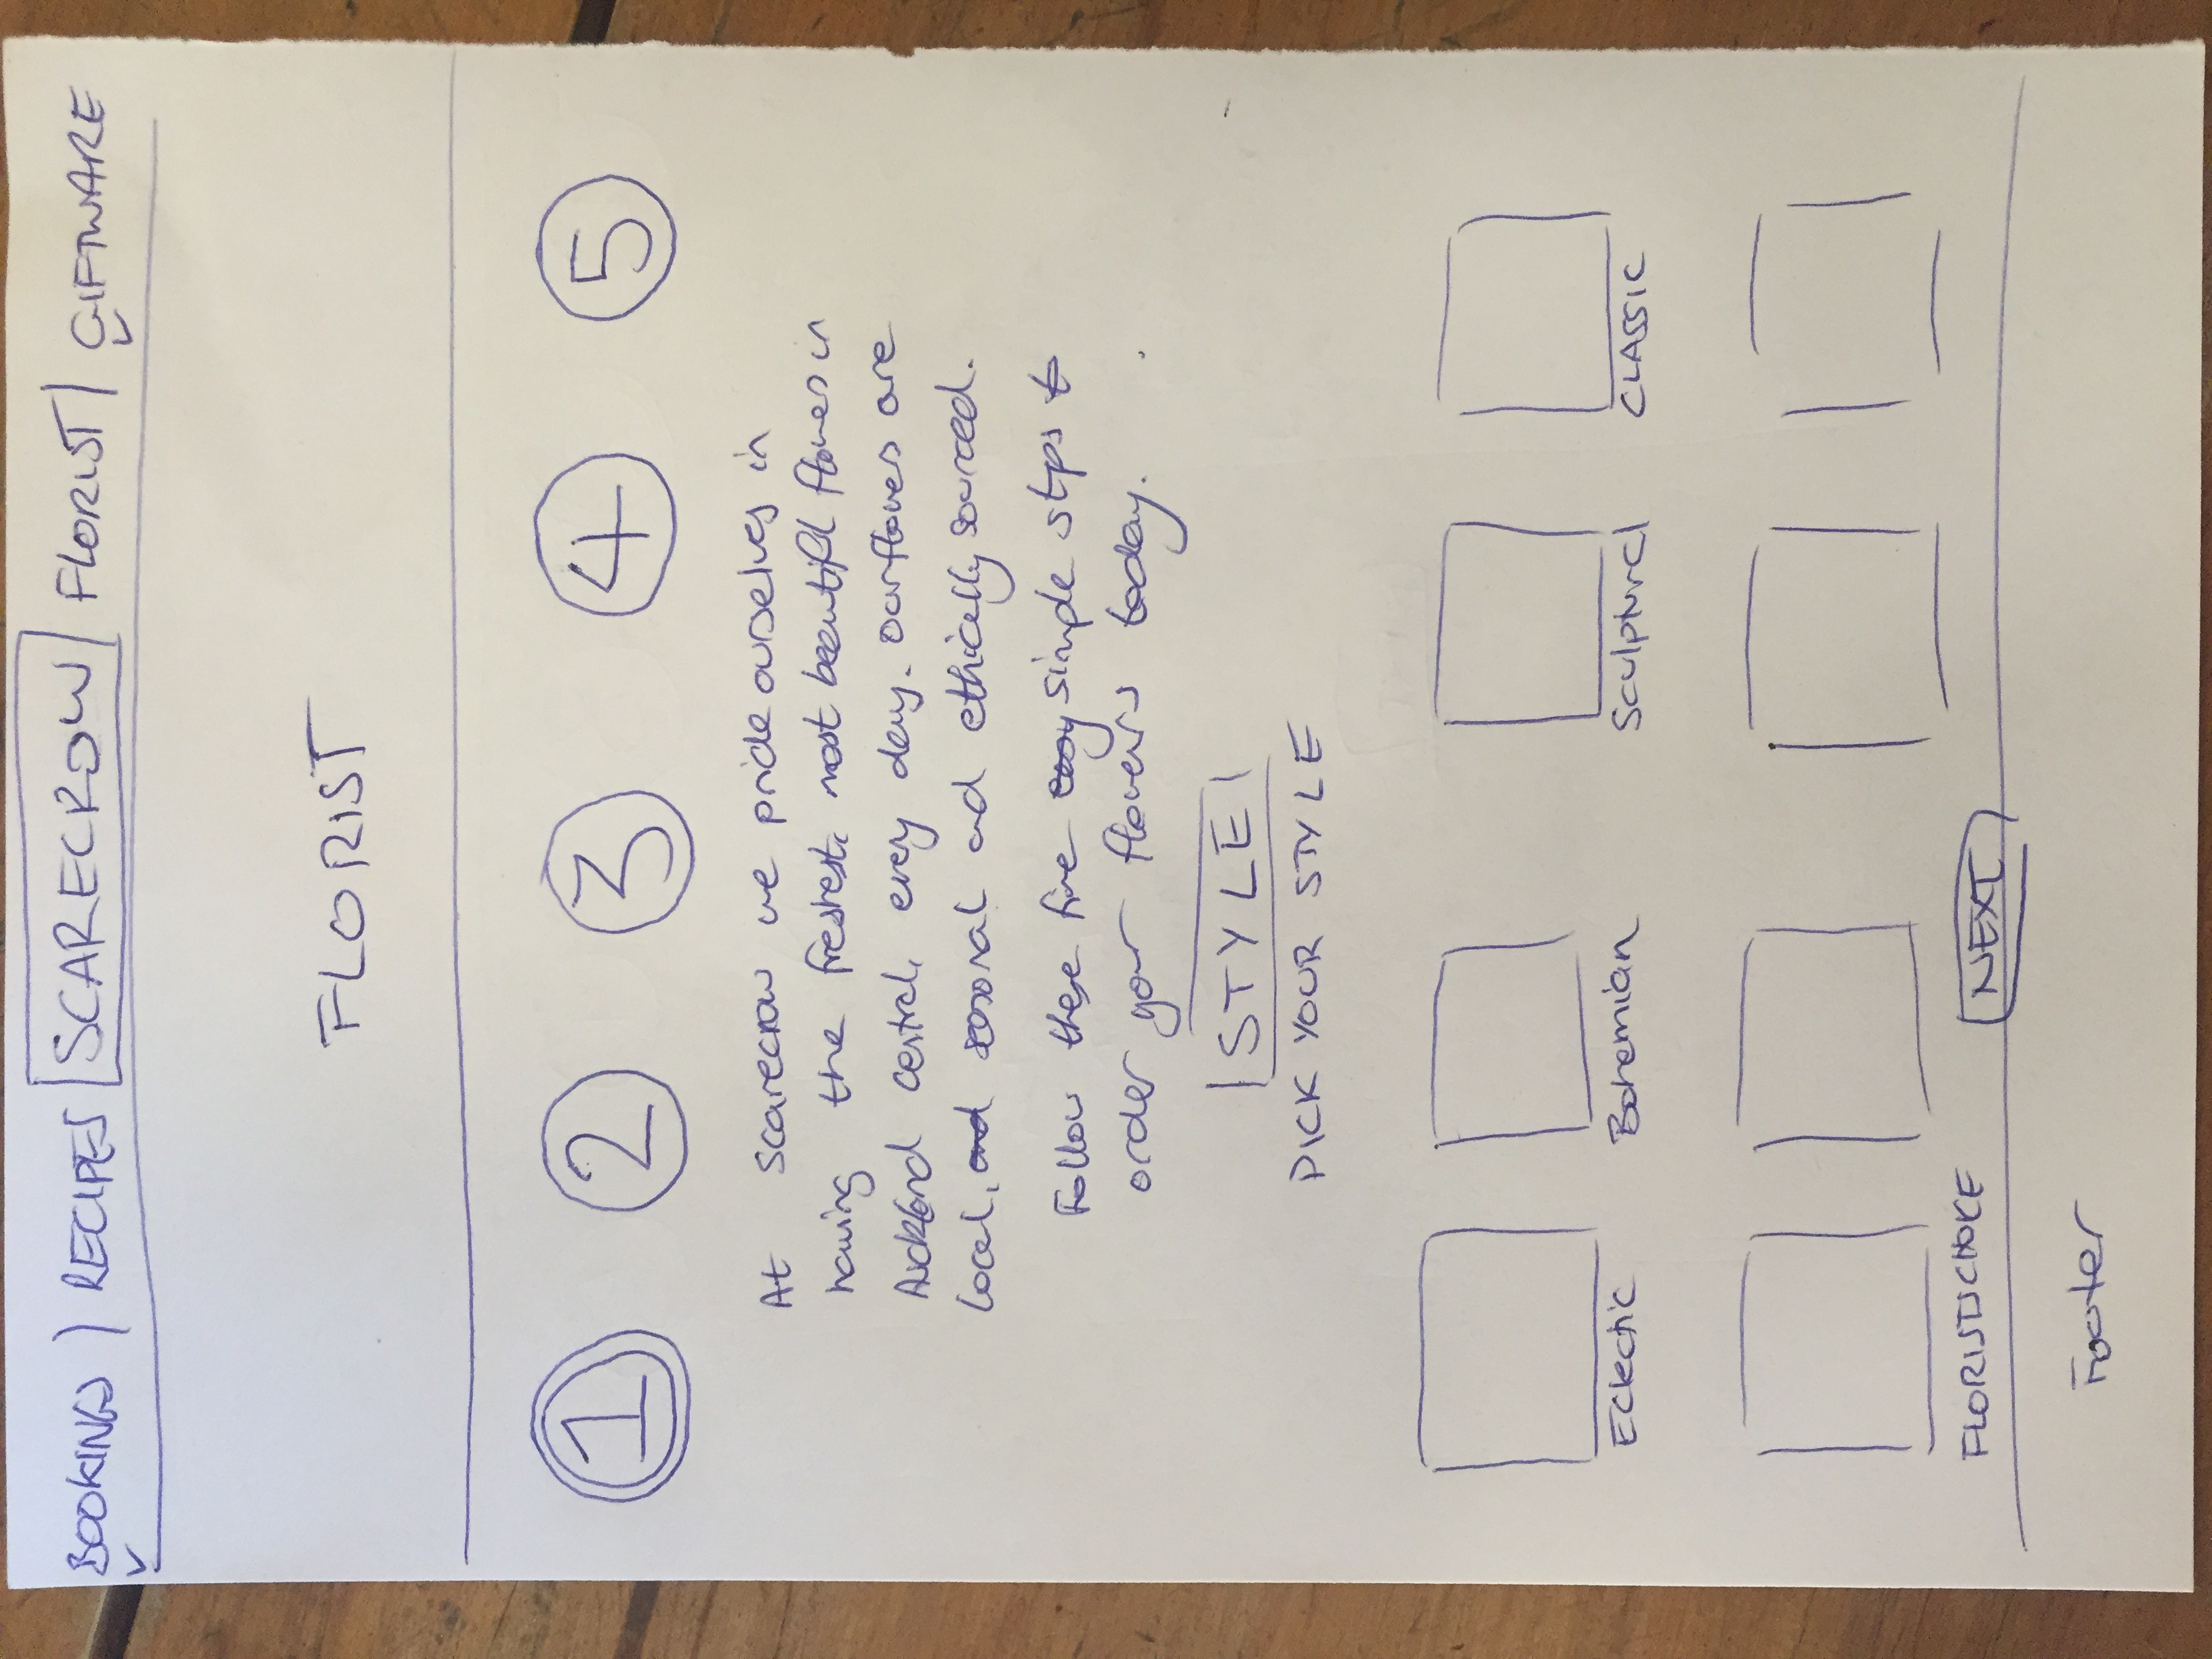 BOOKINGS | RECIPES SCARECROW FLORIST | GIFTWARE
FLORIST
1 2 3 4 5
At scarecrow we pride ourselves in
having the freshest, most beautiful flowers in
Auckland central, every day. Our flowers are
local, and seasonal and ethically sourced.
Follow these five easy simple steps to
order your flowers today.
STYLE
PICK YOUR STYLE
Eclectic Bohemian Sculptural CLASSIC
FLORISTS CHOICE
NEXT
Footer